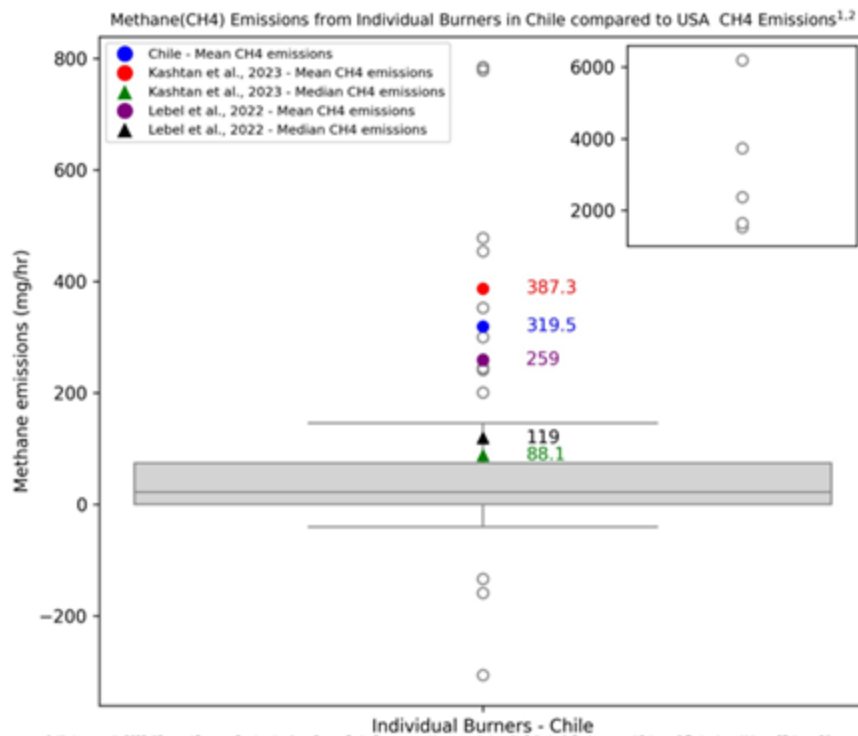 Methane(CH4) Emissions from Individual Burners in Chile compared to USA CH4 Emissions1,2
800
600
400
200
0
−200
Methane emissions (mg/hr)
Chile - Mean CH4 emissions
Kashtan et al., 2023 - Mean CH4 emissions
Kashtan et al., 2023 - Median CH4 emissions
Lebel et al., 2022 - Mean CH4 emissions
Lebel et al., 2022 - Median CH4 emissions
6000
4000
2000
387.3
319.5
259
119
88.1
Individual Burners - Chile